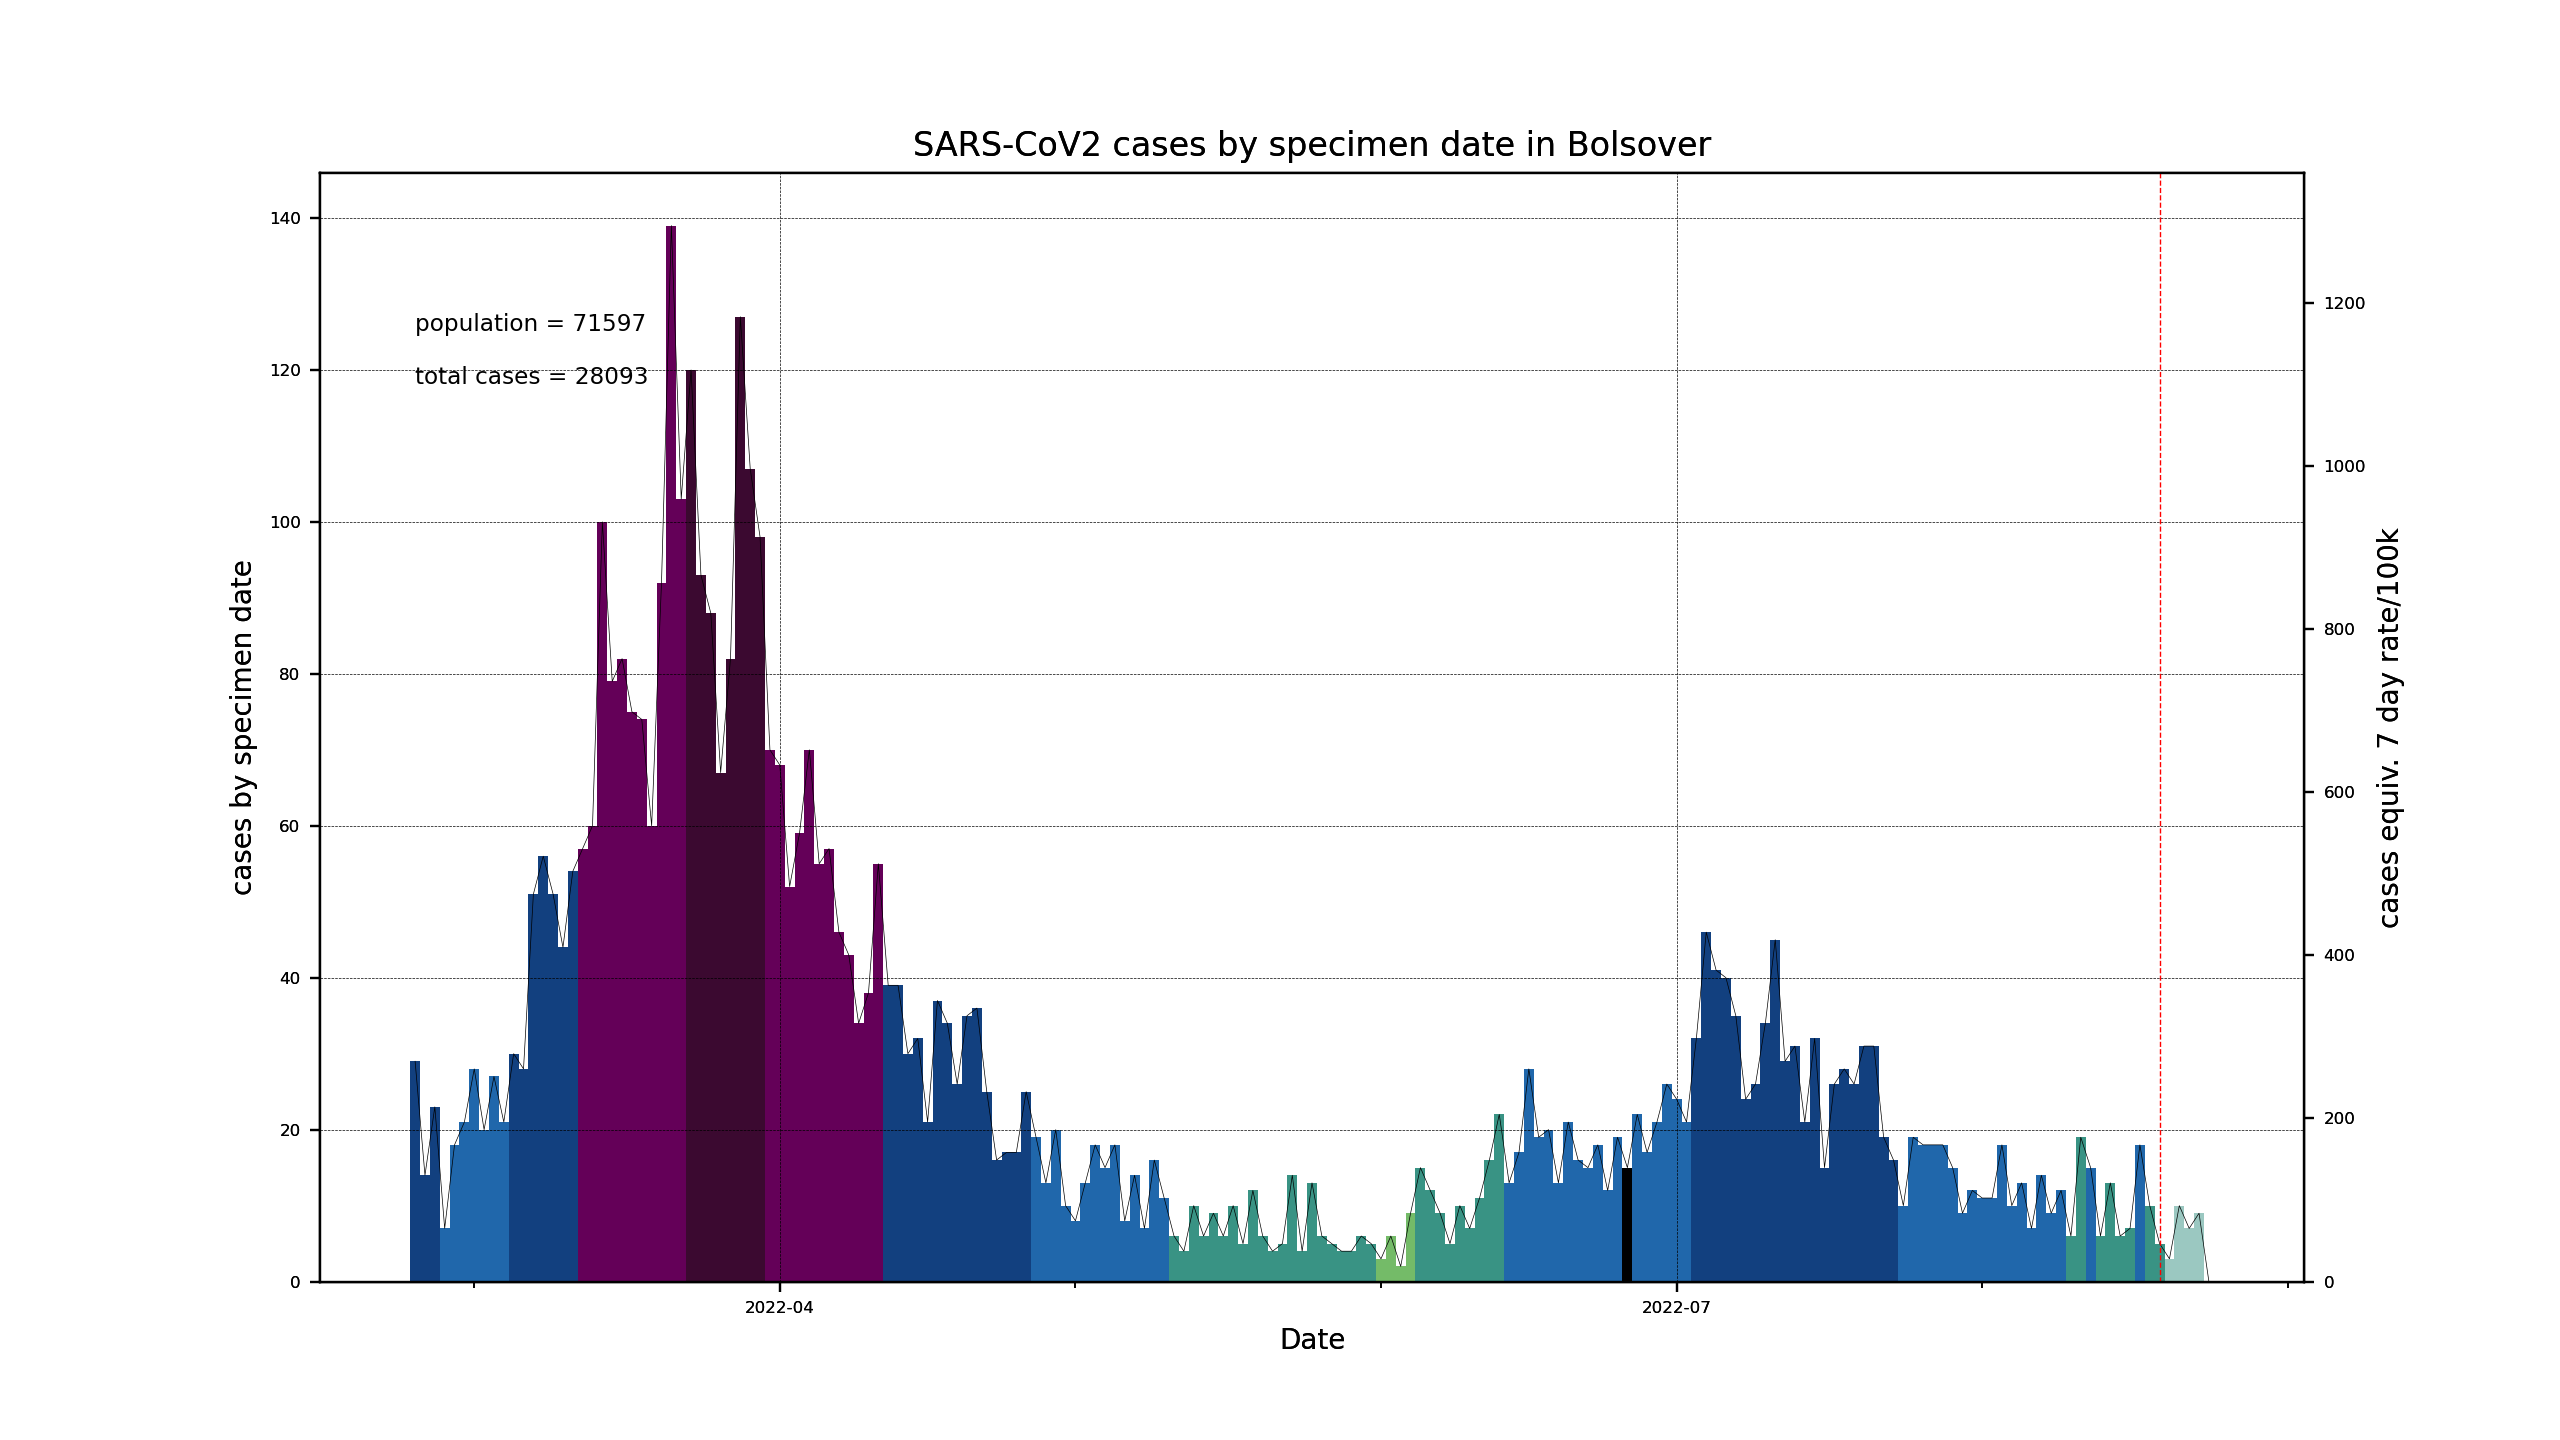 SARS-CoV2 cases by specimen date in Bolsover
140
120
100
80
60
40
20
0
cases by specimen date
population = 71597
total cases = 28093
1200
1000
800
600
400
200
0
cases equiv. 7 day rate/100k
2022-04
2022-07
Date